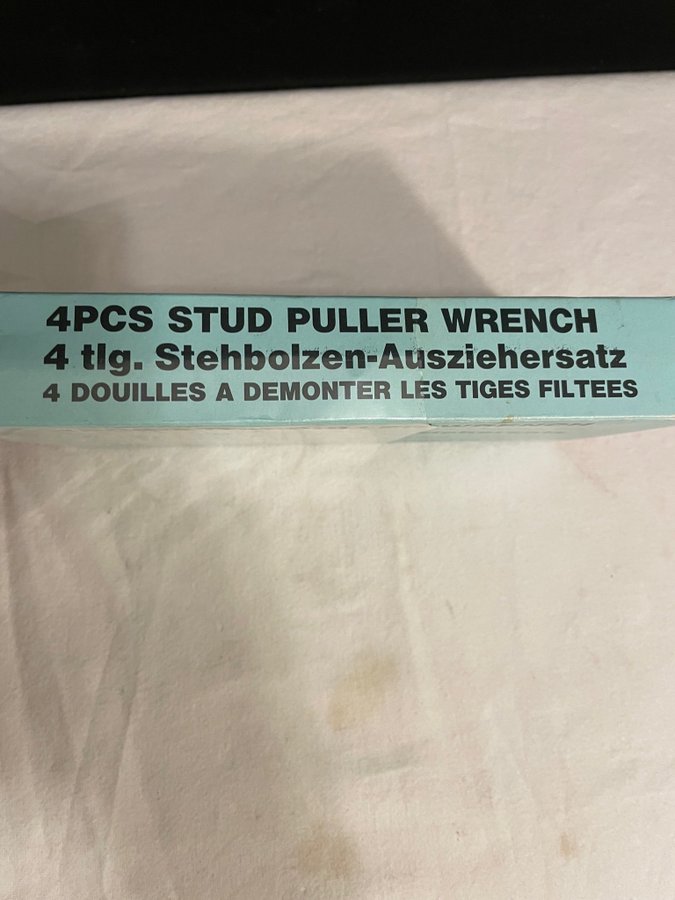 4PCS STUD PULLER WRENCH
4 tlg. Stehbolzen-Ausziehersatz
4 DOUILLES A DEMONTER LES TIGES FILTEES